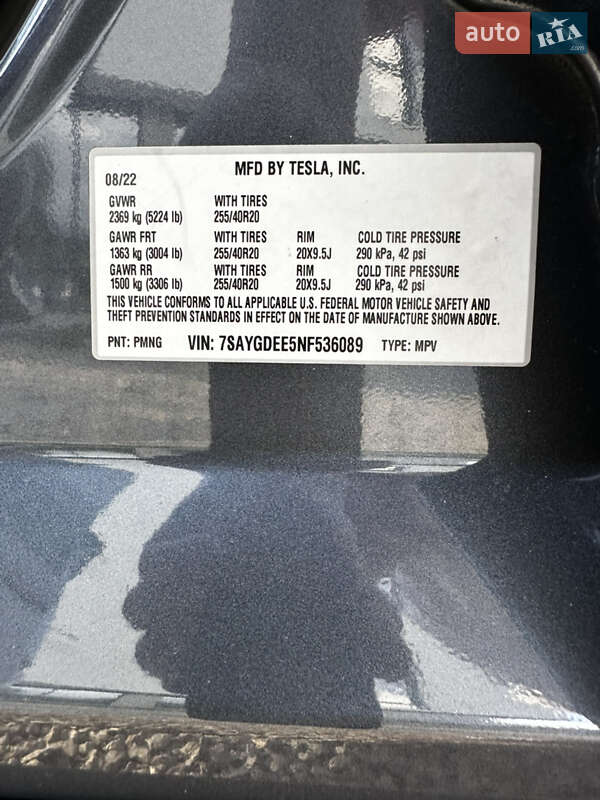 auto RIA.com
MFD BY TESLA, INC.
08/22
GVWR WITH TIRES
2369 kg (5224 lb) 255/40R20
GAWR FRT WITH TIRES RIM COLD TIRE PRESSURE
1363 kg (3004 lb) 255/40R20 20X9.5J 290 kPa, 42 psi
GAWR RR WITH TIRES RIM COLD TIRE PRESSURE
1500 kg (3306 lb) 255/40R20 20X9.5J 290 kPa, 42 psi
THIS VEHICLE CONFORMS TO ALL APPLICABLE U.S. FEDERAL MOTOR VEHICLE SAFETY AND
THEFT PREVENTION STANDARDS IN EFFECT ON THE DATE OF MANUFACTURE SHOWN ABOVE.
PNT: PMNG VIN: 7SAYGDEE5NF536089 TYPE: MPV